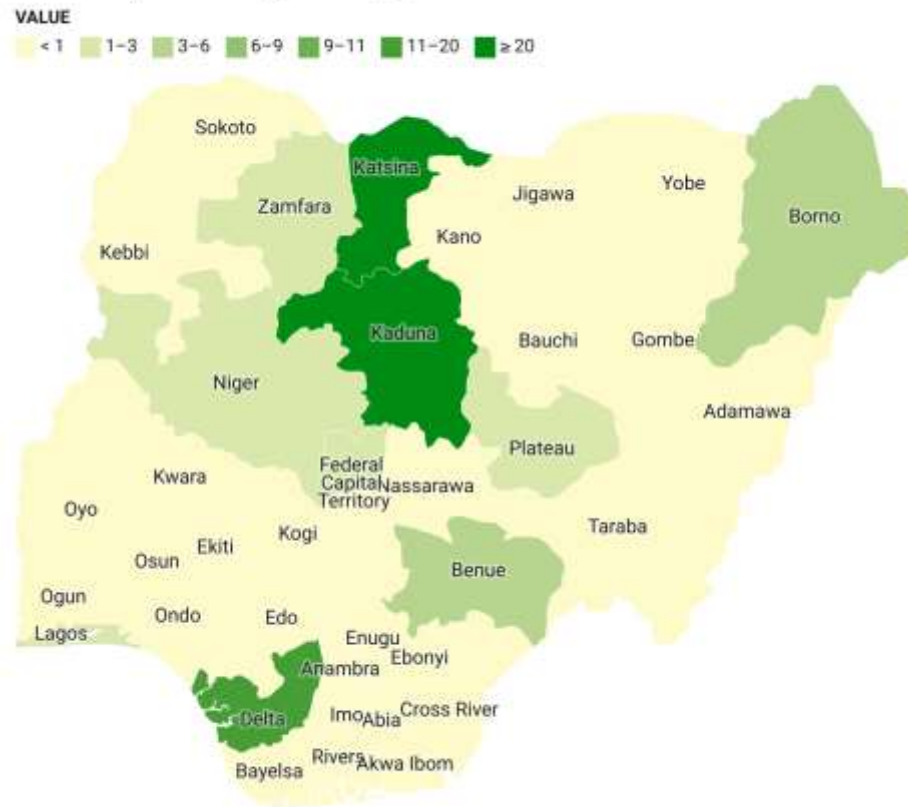 VALUE
< 1 1–3 3–6 6–9 9–11 11–20 ≥ 20
Sokoto
Katsina
Yobe
Jigawa
Zamfara
Borno
Kano
Kebbi
Kaduna
Bauchi
Gombe
Niger
Adamawa
Plateau
Federal
Capital
Territory
Nassarawa
Kwara
Oyo
Taraba
Kogi
Ekiti
Osun
Benue
Ogun
Ondo
Edo
Lagos
Enugu
Ebonyi
Anambra
Cross River
Imo
Abia
Delta
Rivers
Akwa Ibom
Bayelsa